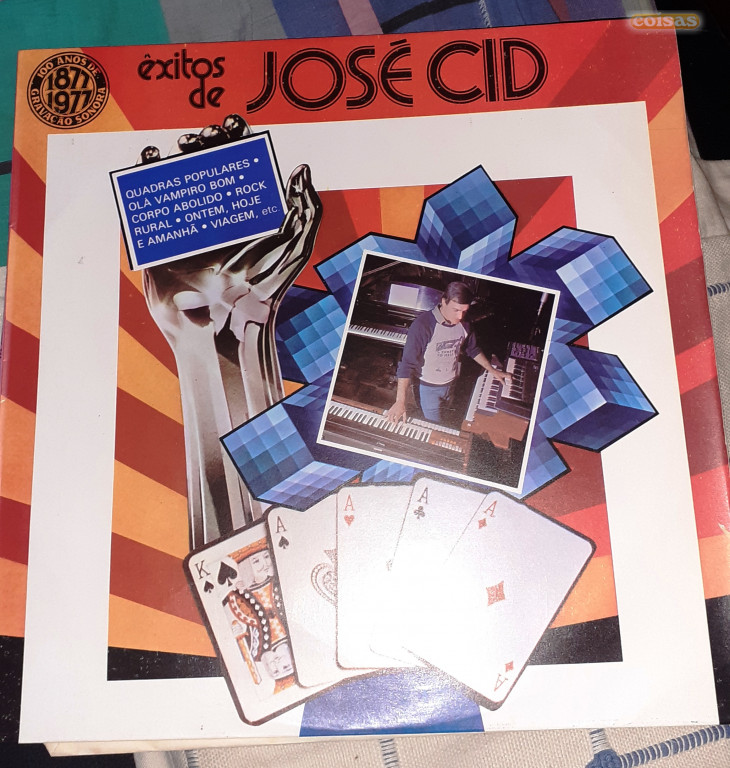 coisas
êxitos
de
JOSÉ CID
100 ANOS DE
1877
1977
GRAVAÇÃO SONORA
QUADRAS POPULARES •
OLÁ VAMPIRO BOM •
CORPO ABOLIDO • ROCK
RURAL • ONTEM, HOJE
E AMANHÃ • VIAGEM, etc
K
A
A
A
A
A